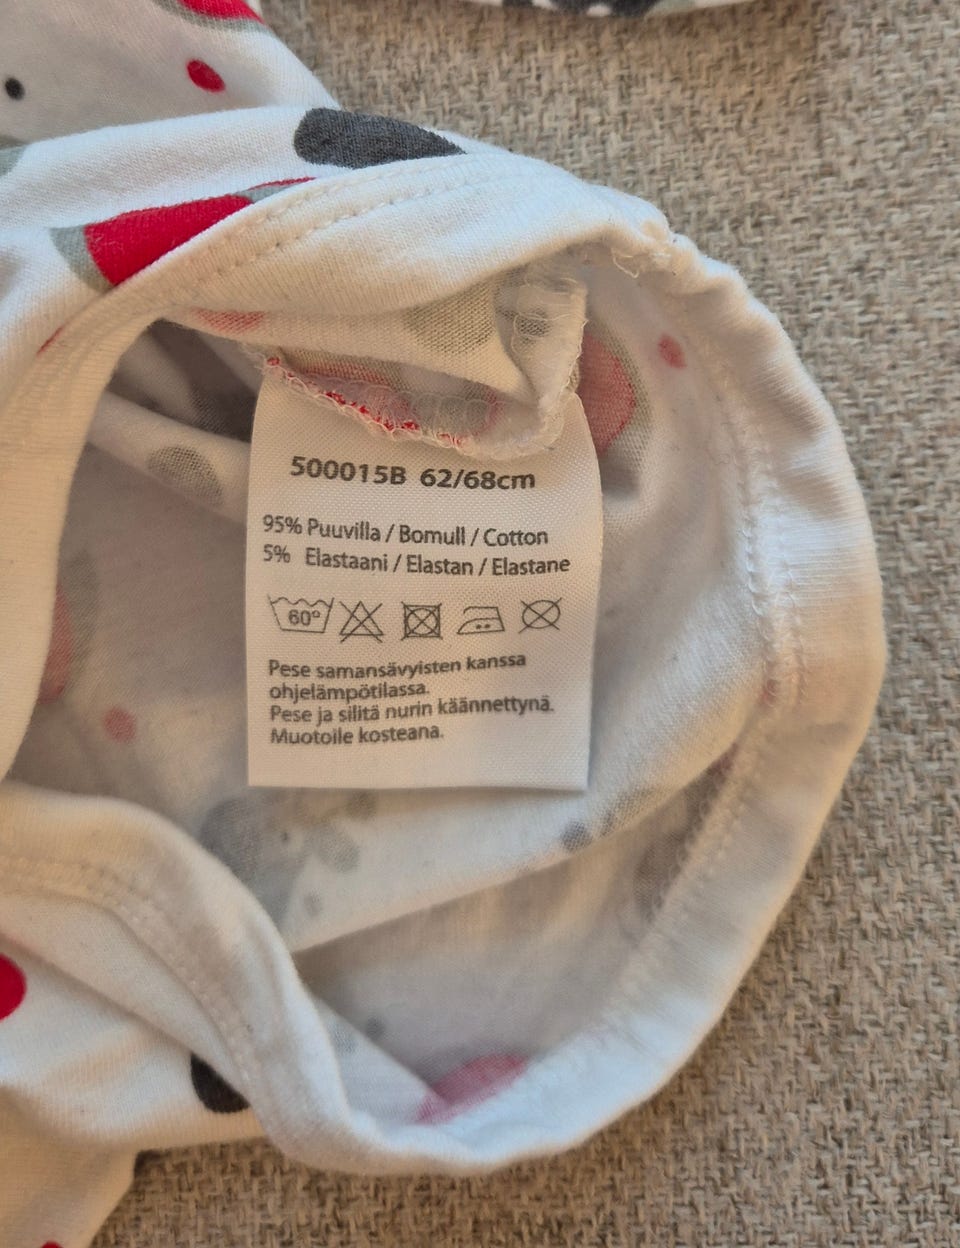 500015B 62/68cm
95% Puuvilla / Bomull / Cotton
5% Elastaani / Elastan / Elastane
60°
Pese samansävyisten kanssa
ohjelämpötilassa.
Pese ja silitä nurin käännettynä.
Muotoile kosteana.